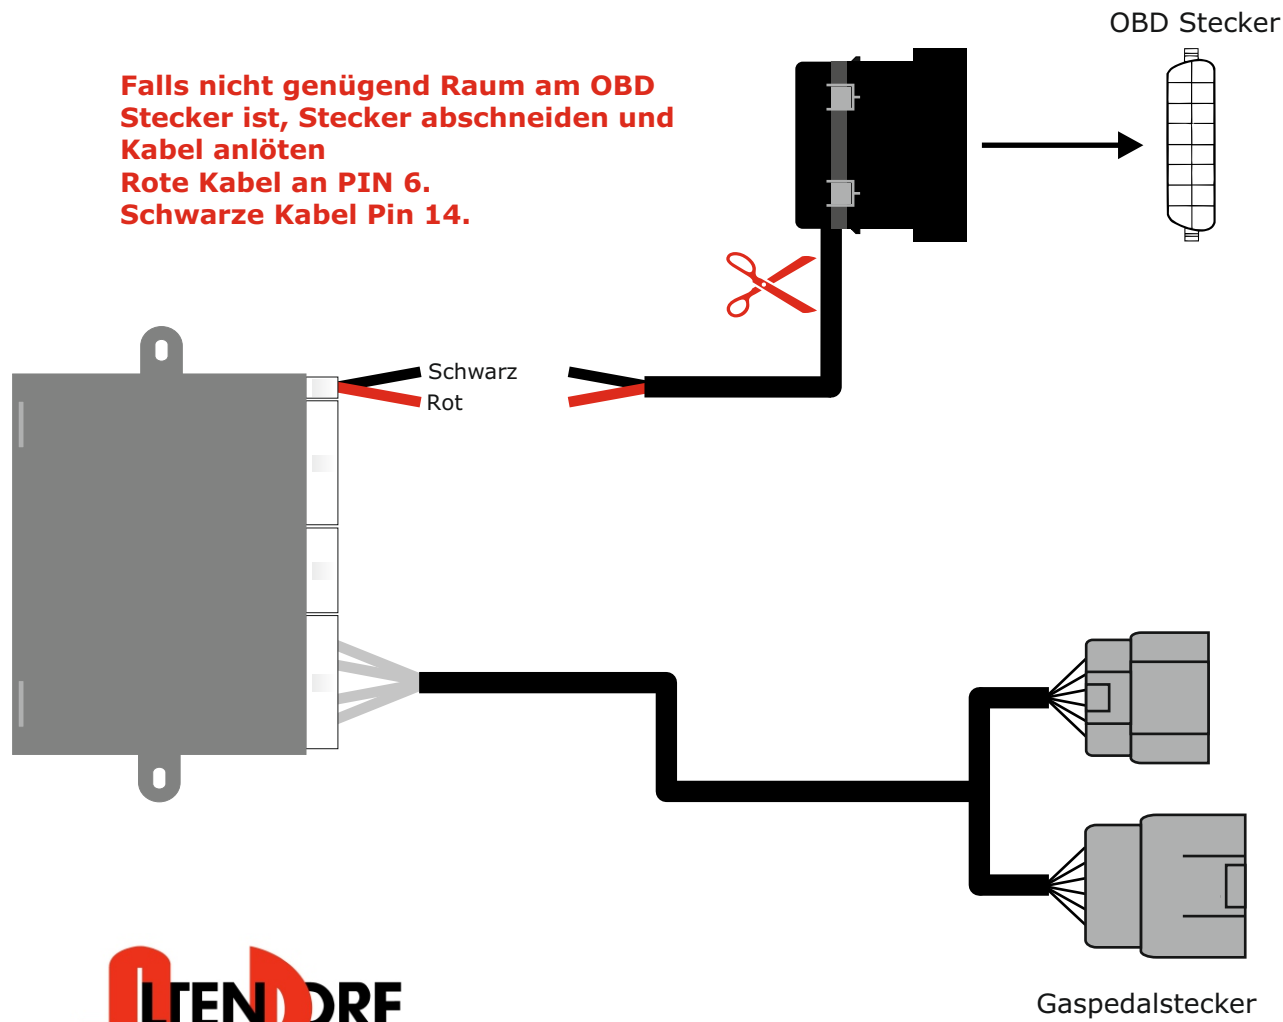 OBD Stecker
Falls nicht genügend Raum am OBD
Stecker ist, Stecker abschneiden und
Kabel anlöten
Rote Kabel an PIN 6.
Schwarze Kabel Pin 14.
Schwarz
Rot
ALTENDORF
Gaspedalstecker